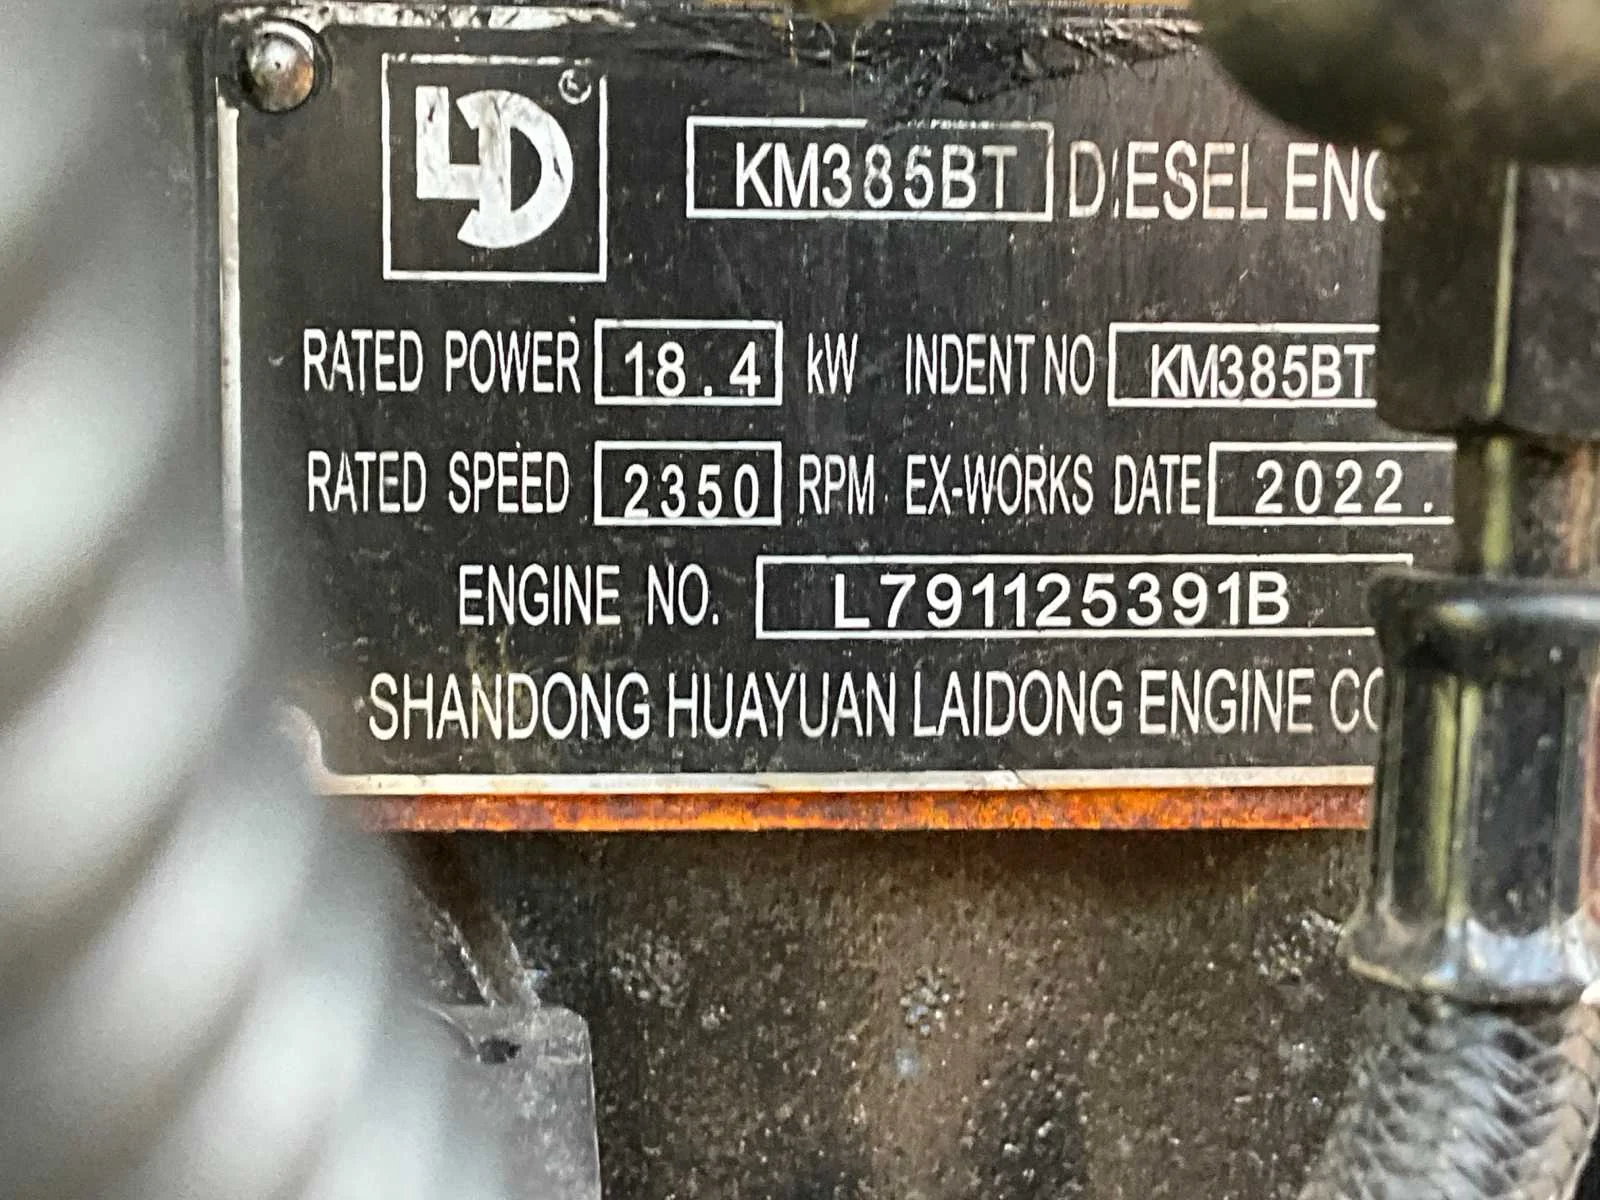 LD ®
KM385BT DIESEL ENG
RATED POWER 18.4 kW INDENT NO KM385BT
RATED SPEED 2350 RPM EX-WORKS DATE 2022.
ENGINE NO. L791125391B
SHANDONG HUAYUAN LAIDONG ENGINE CO